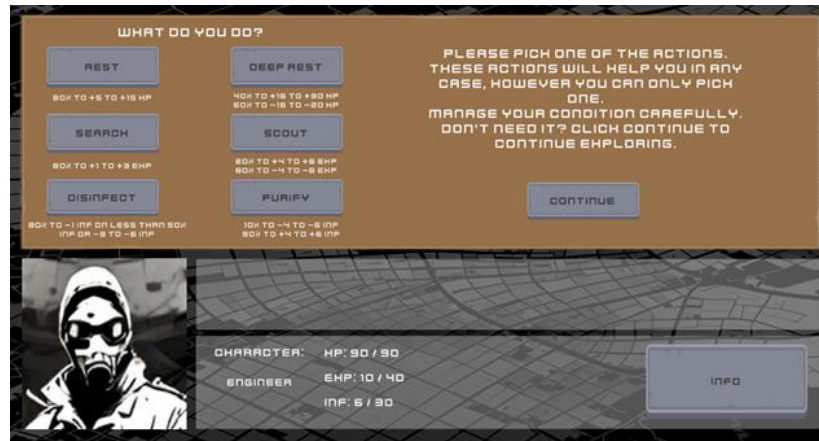 WHAT DO YOU DO?
REST
80% TO +5 TO +15 HP
DEEP REST
40% TO +16 TO +30 HP
60% TO -16 TO -20 HP
SEARCH
80% TO +1 TO +3 EXP
SCOUT
20% TO +4 TO +6 EXP
80% TO -4 TO -6 EXP
DISINFECT
80% TO -1 INF ON LESS THAN 50%
INF OR -3 TO -5 INF
PURIFY
10% TO -4 TO -6 INF
90% TO +4 TO +6 INF
PLEASE PICK ONE OF THE ACTIONS.
THESE ACTIONS WILL HELP YOU IN ANY
CASE, HOWEVER YOU CAN ONLY PICK
ONE.
MANAGE YOUR CONDITION CAREFULLY.
DON'T NEED IT? CLICK CONTINUE TO
CONTINUE EXPLORING.
CONTINUE
CHARACTER:
ENGINEER
HP: 90 / 90
EXP: 10 / 40
INF: 6 / 30
INFO